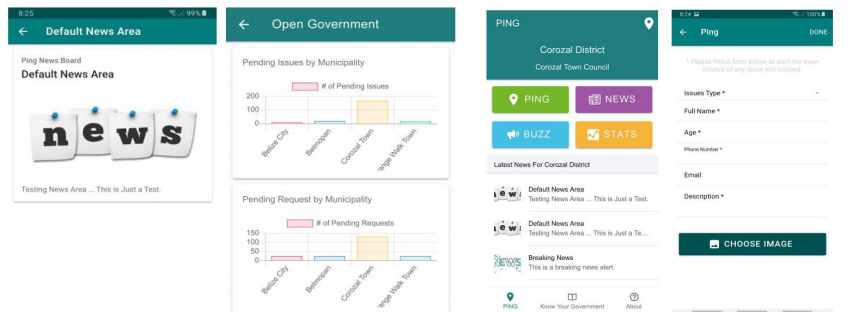 8:25
99%
← Default News Area
Ping News Board
Default News Area
news
Testing News Area ... This is Just a Test.
← Open Government
Pending Issues by Municipality
# of Pending Issues
200
100
0
Belize City
Belmopan
Corozal Town
ange Walk Town
Pending Request by Municipality
# of Pending Requests
150
100
50
0
Belize City
Belmopan
Corozal Town
ange Walk Town
PING
Corozal District
Corozal Town Council
PING
NEWS
BUZZ
STATS
Latest News For Corozal District
Default News Area
Testing News Area ... This is Just a Test.
Default News Area
Testing News Area ... This is Just a Te...
Breaking News
This is a breaking news alert.
PING
Know Your Government
About
8:24
100%
← Ping DONE
* Please fillout form below to alert the town
council of any issue you noticed.
Issues Type *
Full Name *
Age *
Phone Number *
Email
Description *
CHOOSE IMAGE